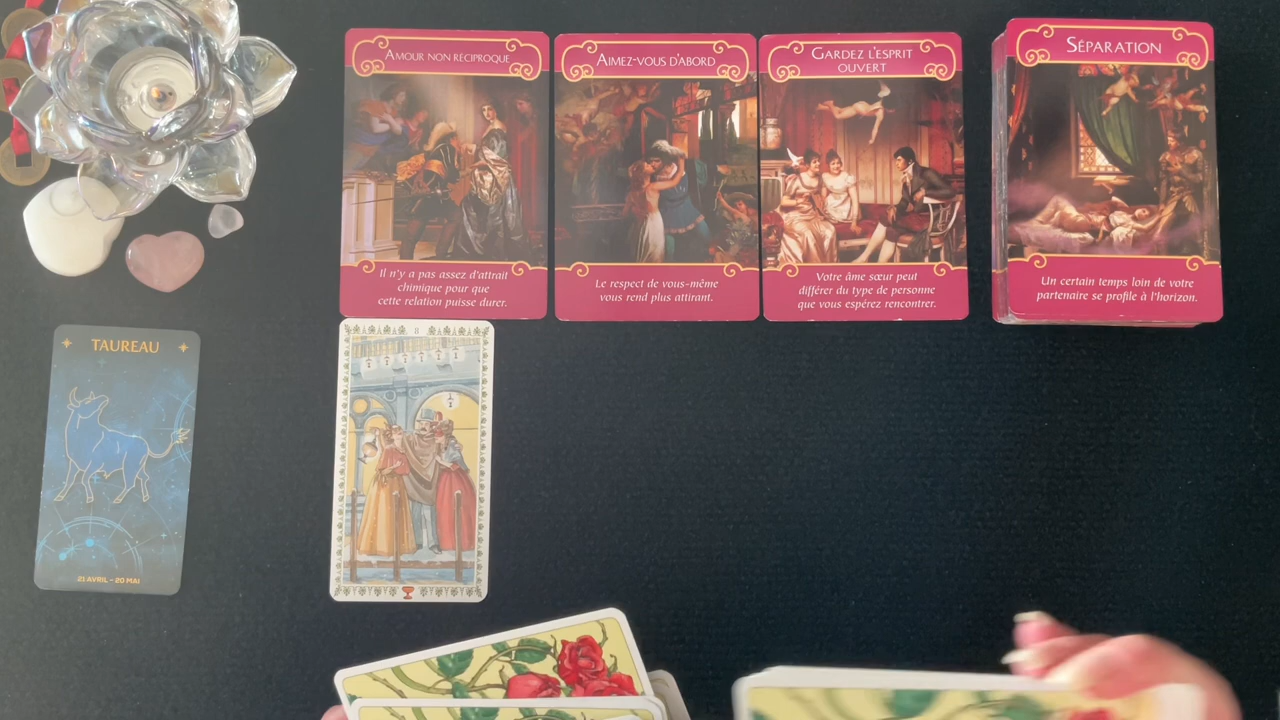 AMOUR NON RÉCIPROQUE
Il n'y a pas assez d'attrait
chimique pour que
cette relation puisse durer.
AIMEZ-VOUS D'ABORD
Le respect de vous-même
vous rend plus attirant.
GARDEZ L'ESPRIT
OUVERT
Votre âme sœur peut
différer du type de personne
que vous espérez rencontrer.
SÉPARATION
Un certain temps loin de votre
partenaire se profile à l'horizon.
TAUREAU
21 AVRIL – 20 MAI
8